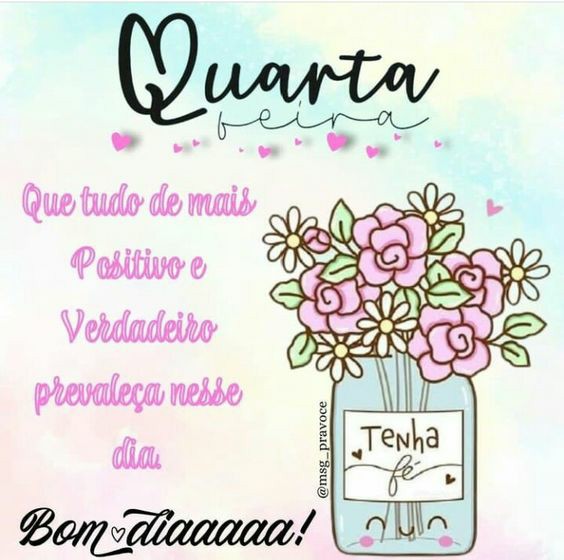 Quarta
feira
Que tudo de mais
Positivo e
Verdadeiro
prevaleça nesse
dia.
Tenha
fé
@msg_pravoce
Bom diaaaaa!